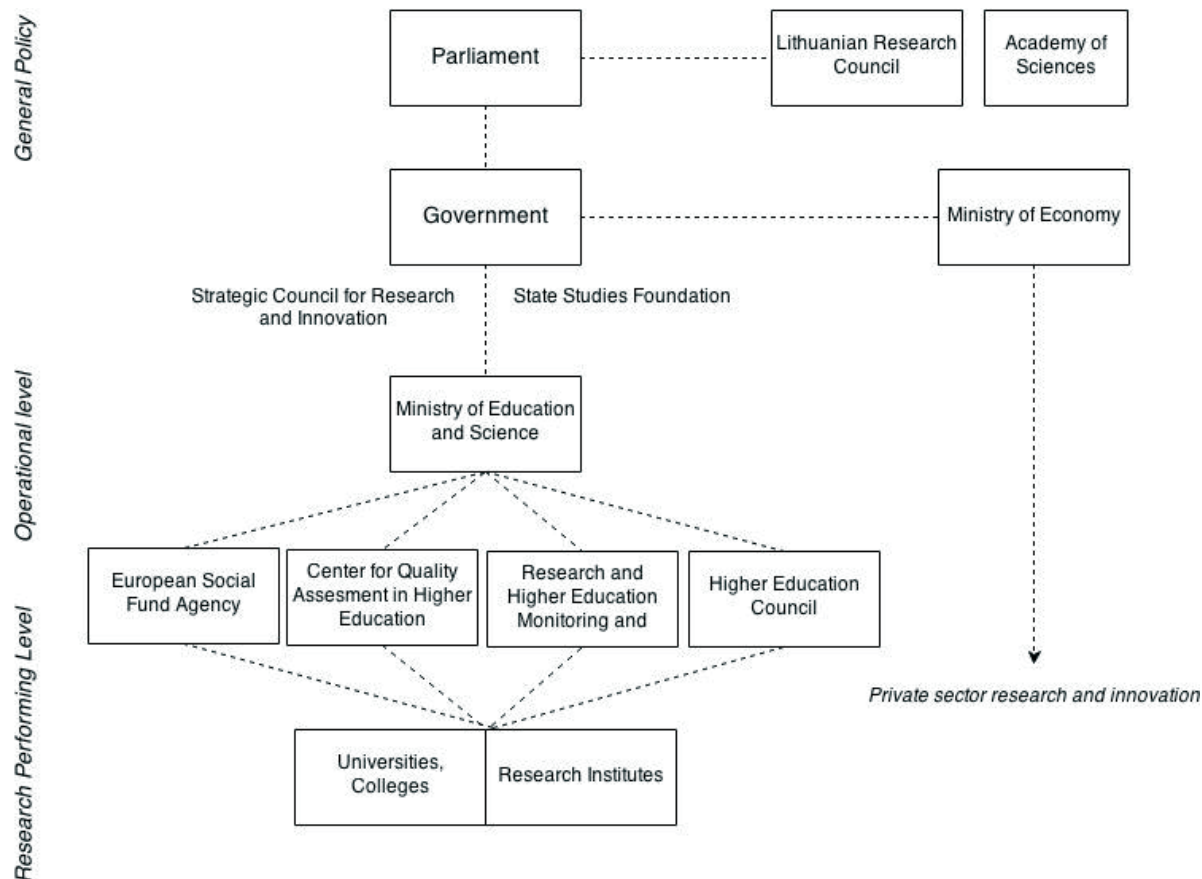 General Policy
Parliament
Lithuanian Research
Council
Academy of
Sciences
Government
Ministry of Economy
Strategic Council for Research
and Innovation
State Studies Foundation
Operational level
Ministry of Education
and Science
European Social
Fund Agency
Center for Quality
Assesment in Higher
Education
Research and
Higher Education
Monitoring and
Higher Education
Council
Research Performing Level
Private sector research and innovation
Universities,
Colleges
Research Institutes